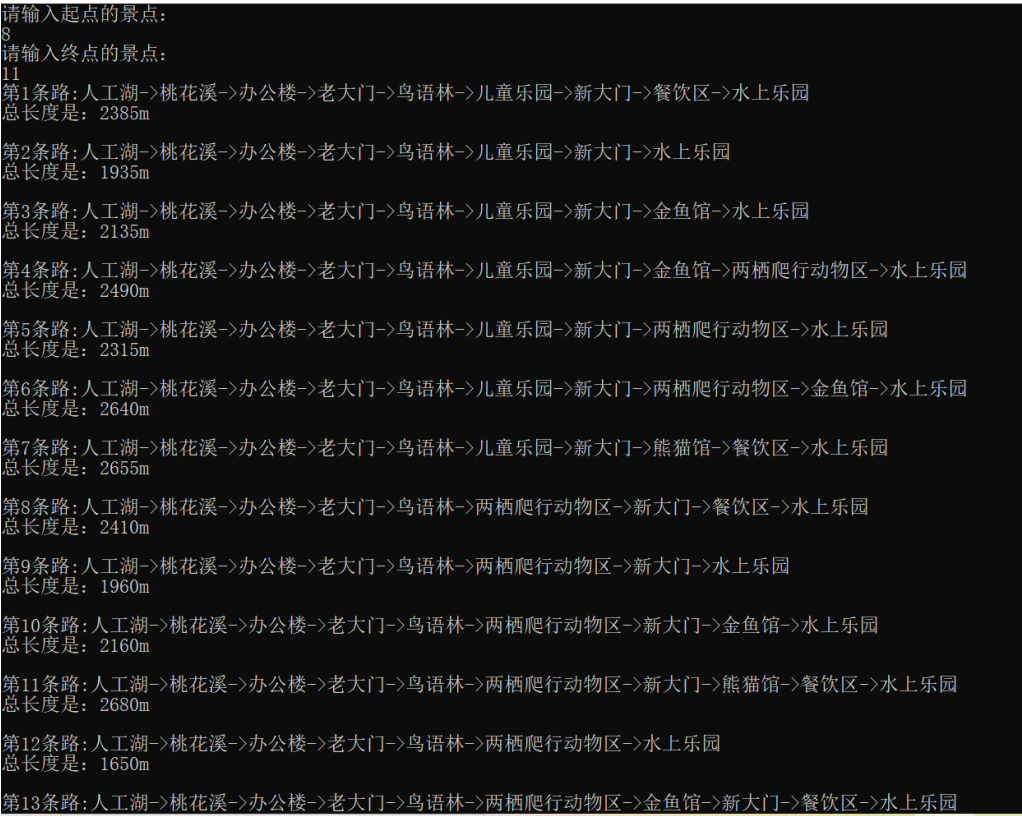 请输入起点的景点：
8
请输入终点的景点：
11
第1条路:人工湖->桃花溪->办公楼->老大门->鸟语林->儿童乐园->新大门->餐饮区->水上乐园
总长度是：2385m
第2条路:人工湖->桃花溪->办公楼->老大门->鸟语林->儿童乐园->新大门->水上乐园
总长度是：1935m
第3条路:人工湖->桃花溪->办公楼->老大门->鸟语林->儿童乐园->新大门->金鱼馆->水上乐园
总长度是：2135m
第4条路:人工湖->桃花溪->办公楼->老大门->鸟语林->儿童乐园->新大门->金鱼馆->两栖爬行动物区->水上乐园
总长度是：2490m
第5条路:人工湖->桃花溪->办公楼->老大门->鸟语林->儿童乐园->新大门->两栖爬行动物区->水上乐园
总长度是：2315m
第6条路:人工湖->桃花溪->办公楼->老大门->鸟语林->儿童乐园->新大门->两栖爬行动物区->金鱼馆->水上乐园
总长度是：2640m
第7条路:人工湖->桃花溪->办公楼->老大门->鸟语林->儿童乐园->新大门->熊猫馆->餐饮区->水上乐园
总长度是：2655m
第8条路:人工湖->桃花溪->办公楼->老大门->鸟语林->两栖爬行动物区->新大门->餐饮区->水上乐园
总长度是：2410m
第9条路:人工湖->桃花溪->办公楼->老大门->鸟语林->两栖爬行动物区->新大门->水上乐园
总长度是：1960m
第10条路:人工湖->桃花溪->办公楼->老大门->鸟语林->两栖爬行动物区->新大门->金鱼馆->水上乐园
总长度是：2160m
第11条路:人工湖->桃花溪->办公楼->老大门->鸟语林->两栖爬行动物区->新大门->熊猫馆->餐饮区->水上乐园
总长度是：2680m
第12条路:人工湖->桃花溪->办公楼->老大门->鸟语林->两栖爬行动物区->水上乐园
总长度是：1650m
第13条路:人工湖->桃花溪->办公楼->老大门->鸟语林->两栖爬行动物区->金鱼馆->新大门->餐饮区->水上乐园